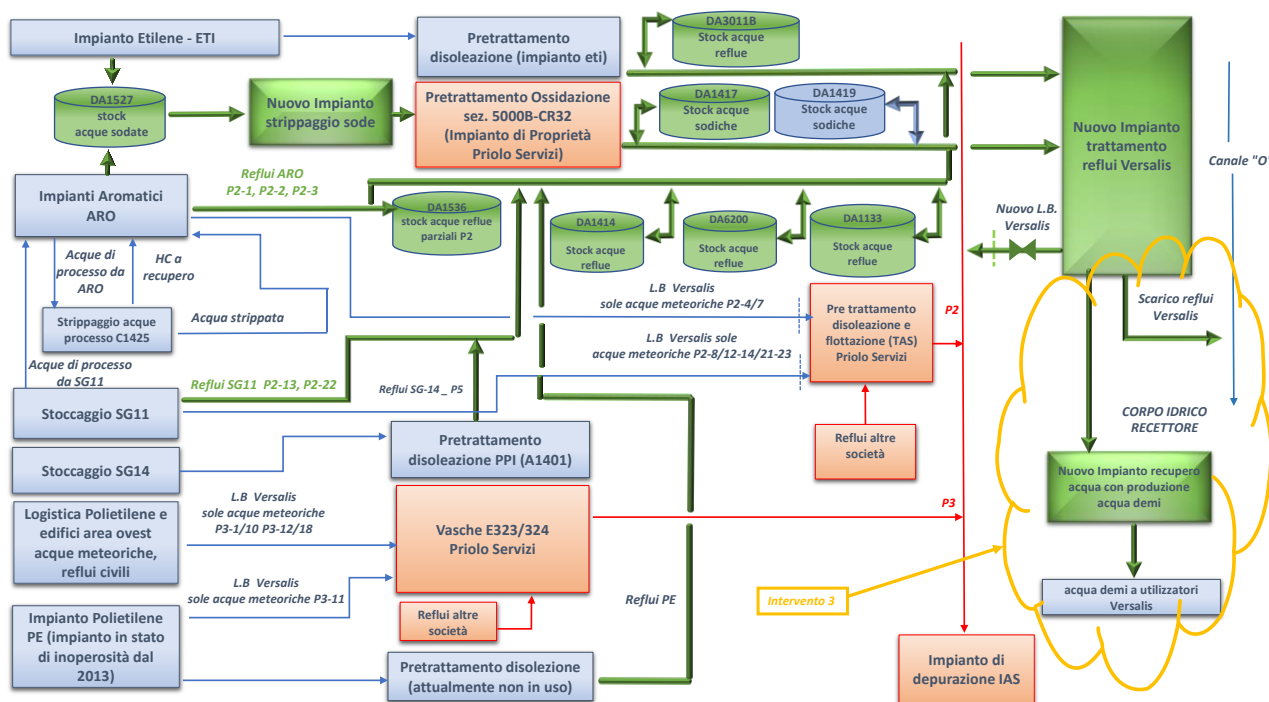 Impianto Etilene - ETI
Pretrattamento
disoleazione (impianto eti)
DA3011B
Stock acque
reflue
DA1527
stock
acque sodate
Nuovo Impianto
strippaggio sode
Pretrattamento Ossidazione
sez. 5000B-CR32
(Impianto di Proprietà
Priolo Servizi)
DA1417
Stock acque
sodiche
DA1419
Stock acque
sodiche
Nuovo Impianto
trattamento
reflui Versalis
Canale "O"
Impianti Aromatici
ARO
Reflui ARO
P2-1, P2-2, P2-3
DA1536
stock acque reflue
parziali P2
DA1414
Stock acque
reflue
DA6200
Stock acque
reflue
DA1133
Stock acque
reflue
Nuovo L.B.
Versalis
Acque di
processo da
ARO
HC a
recupero
Strippaggio acque
processo C1425
Acqua strippata
L.B Versalis
sole acque meteoriche P2-4/7
L.B Versalis sole
acque meteoriche P2-8/12-14/21-23
Pre trattamento
disoleazione e
flottazione (TAS)
Priolo Servizi
P2
Scarico reflui
Versalis
Acque di processo
da SG11
Reflui SG11 P2-13, P2-22
Reflui SG-14 _ P5
Stoccaggio SG11
Reflui altre
società
CORPO IDRICO
RECETTORE
Stoccaggio SG14
Pretrattamento
disoleazione PPI (A1401)
Nuovo Impianto recupero
acqua con produzione
acqua demi
L.B Versalis
sole acque meteoriche
P3-1/10 P3-12/18
Logistica Polietilene e
edifici area ovest
acque meteoriche,
reflui civili
Vasche E323/324
Priolo Servizi
P3
L.B Versalis
sole acque meteoriche P3-11
Reflui PE
Intervento 3
acqua demi a utilizzatori
Versalis
Reflui altre
società
Impianto Polietilene
PE (impianto in stato
di inoperosità dal
2013)
Pretrattamento disolezione
(attualmente non in uso)
Impianto di
depurazione IAS